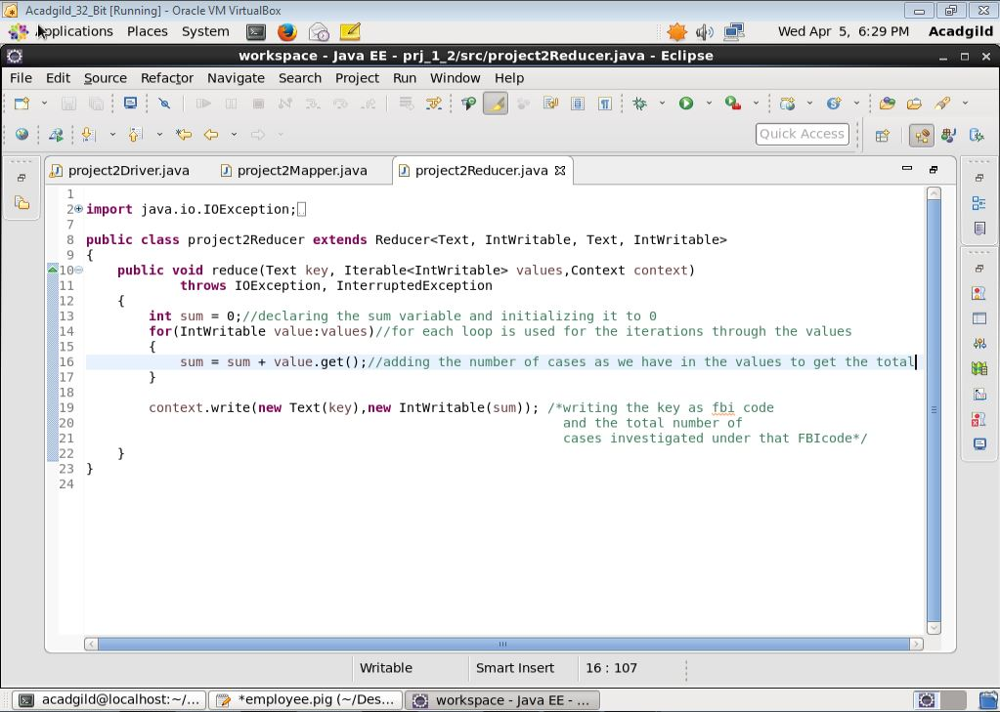 Acadgild_32_Bit [Running] - Oracle VM VirtualBox
Applications Places System Wed Apr 5, 6:29 PM Acadgild
workspace - Java EE - prj_1_2/src/project2Reducer.java - Eclipse
File Edit Source Refactor Navigate Search Project Run Window Help
Quick Access
project2Driver.java project2Mapper.java project2Reducer.java
1
2 import java.io.IOException;
7
8 public class project2Reducer extends Reducer<Text, IntWritable, Text, IntWritable>
9 {
10 public void reduce(Text key, Iterable<IntWritable> values,Context context)
11 throws IOException, InterruptedException
12 {
13 int sum = 0;//declaring the sum variable and initializing it to 0
14 for(IntWritable value:values)//for each loop is used for the iterations through the values
15 {
16 sum = sum + value.get();//adding the number of cases as we have in the values to get the total
17 }
18
19 context.write(new Text(key),new IntWritable(sum)); /*writing the key as fbi code
20 and the total number of
21 cases investigated under that FBIcode*/
22 }
23 }
24
Writable Smart Insert 16 : 107
acadgild@localhost:~/... *employee.pig (~/Des... workspace - Java EE - ...